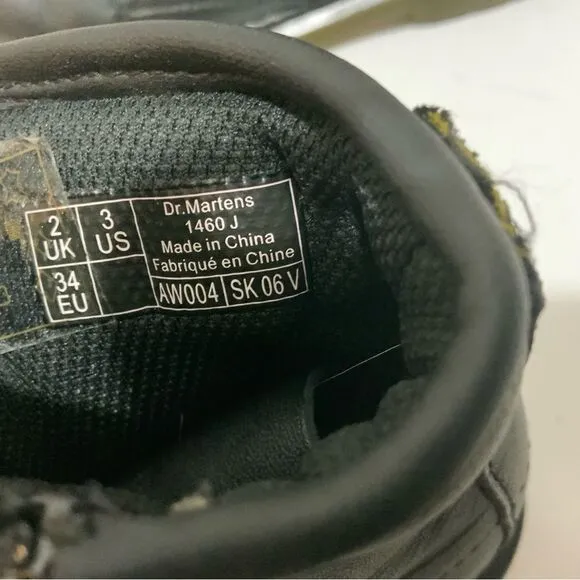 2
UK
3
US
34
EU
Dr.Martens
1460 J
Made in China
Fabriqué en Chine
AW004
SK 06 V